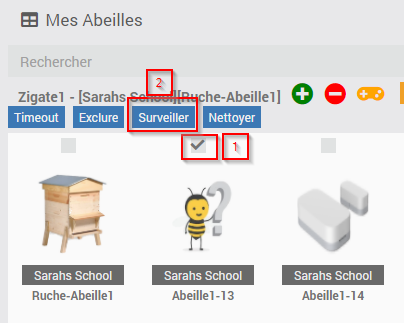 Mes Abeilles
Rechercher
2
Zigate1 - [Sarahs School][Ruche-Abeille1]
Timeout Exclure Surveiller Nettoyer
1
Sarahs School Sarahs School Sarahs School
Ruche-Abeille1 Abeille1-13 Abeille1-14